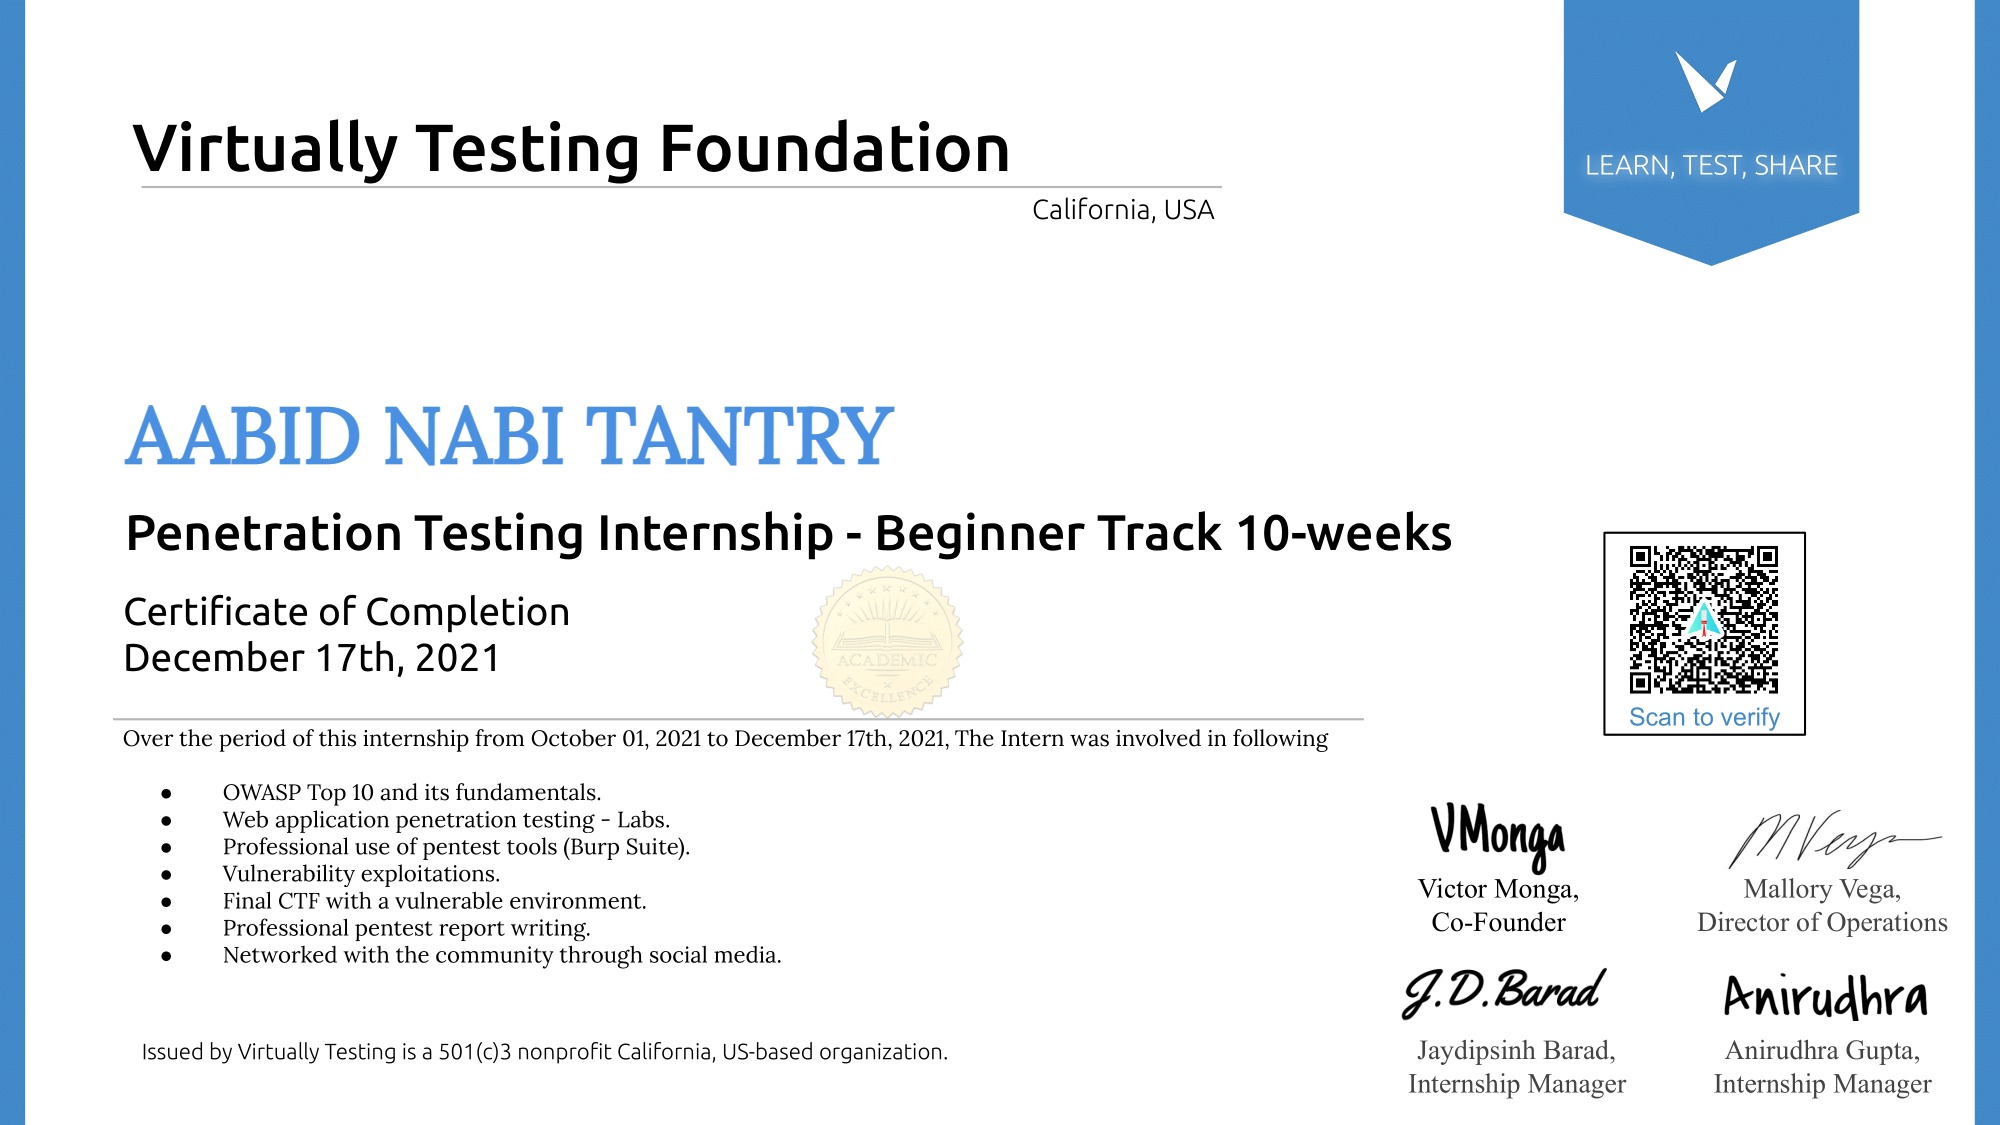 Virtually Testing Foundation
California, USA
LEARN, TEST, SHARE
AABID NABI TANTRY
Penetration Testing Internship - Beginner Track 10-weeks
Certificate of Completion
December 17th, 2021
ACADEMIC
EXCELLENCE
Scan to verify
Over the period of this internship from October 01, 2021 to December 17th, 2021, The Intern was involved in following
● OWASP Top 10 and its fundamentals.
● Web application penetration testing - Labs.
● Professional use of pentest tools (Burp Suite).
● Vulnerability exploitations.
● Final CTF with a vulnerable environment.
● Professional pentest report writing.
● Networked with the community through social media.
VMonga
Victor Monga,
Co-Founder
MVega
Mallory Vega,
Director of Operations
J.D.Barad
Jaydipsinh Barad,
Internship Manager
Anirudhra
Anirudhra Gupta,
Internship Manager
Issued by Virtually Testing is a 501(c)3 nonprofit California, US-based organization.